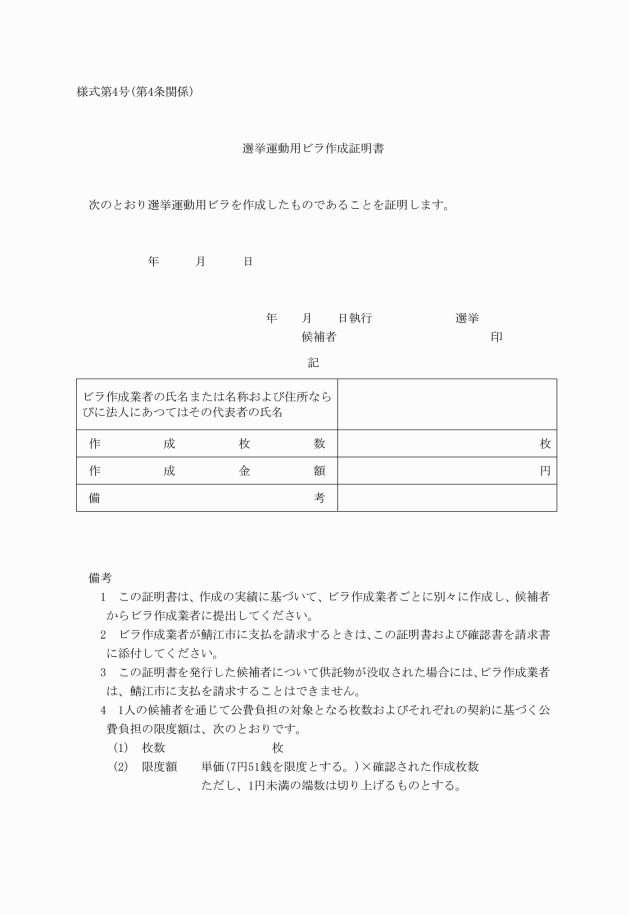 様式第4号(第4条関係)
選挙運動用ビラ作成証明書
次のとおり選挙運動用ビラを作成したものであることを証明します。
年　月　日
年　月　日執行　選挙
候補者　印
記
ビラ作成業者の氏名または名称および住所なら
びに法人にあつてはその代表者の氏名
作成枚数　枚
作成金額　円
備考
備考
1　この証明書は、作成の実績に基づいて、ビラ作成業者ごとに別々に作成し、候補者
からビラ作成業者に提出してください。
2　ビラ作成業者が鯖江市に支払を請求するときは、この証明書および確認書を請求書
に添付してください。
3　この証明書を発行した候補者について供託物が没収された場合には、ビラ作成業者
は、鯖江市に支払を請求することはできません。
4　1人の候補者を通じて公費負担の対象となる枚数およびそれぞれの契約に基づく公
費負担の限度額は、次のとおりです。
(1)　枚数　枚
(2)　限度額　単価(7円51銭を限度とする。)×確認された作成枚数
ただし、1円未満の端数は切り上げるものとする。